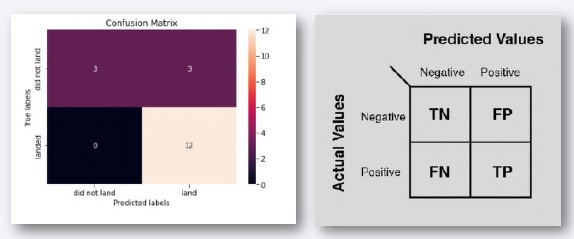 Confusion Matrix
did not land
landed
True labels
3 3
0 12
did not land land
Predicted labels
12
10
8
6
4
2
0
Predicted Values
Negative Positive
Actual Values
Negative TN FP
Positive FN TP